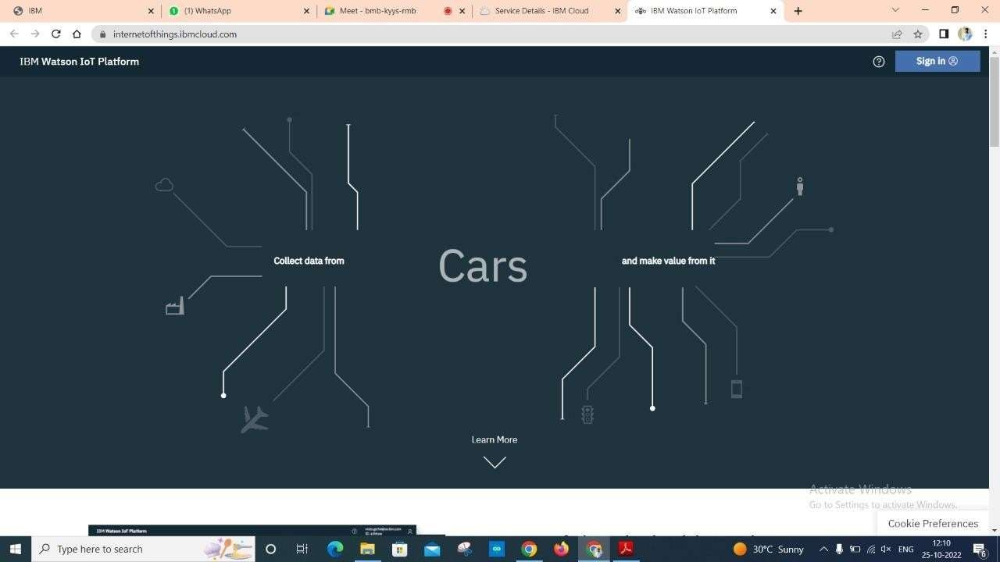 IBM
(1) WhatsApp
Meet - bmb-kyys-rmb
Service Details - IBM Cloud
IBM Watson IoT Platform
internetofthings.ibmcloud.com
IBM Watson IoT Platform
Sign in
Collect data from
Cars
and make value from it
Learn More
Activate Windows
Go to Settings to activate Windows.
IBM Watson IoT Platform
Cookie Preferences
Type here to search
30°C Sunny
ENG
12:10
25-10-2022
6